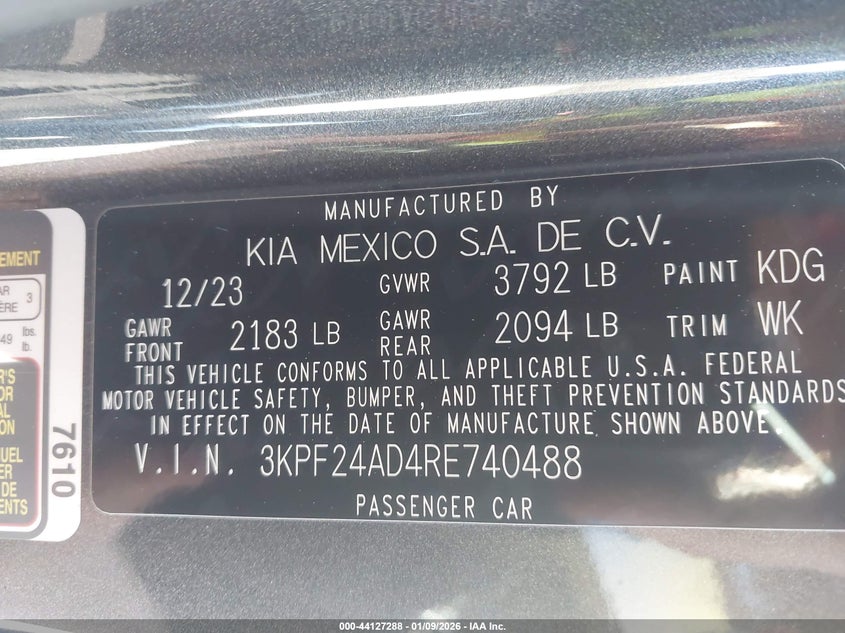 MANUFACTURED BY
KIA MEXICO S.A. DE C.V.
12/23 GVWR 3792 LB PAINT KDG
GAWR FRONT 2183 LB GAWR REAR 2094 LB TRIM WK
THIS VEHICLE CONFORMS TO ALL APPLICABLE U.S.A. FEDERAL
MOTOR VEHICLE SAFETY, BUMPER, AND THEFT PREVENTION STANDARDS
IN EFFECT ON THE DATE OF MANUFACTURE SHOWN ABOVE.
V.I.N. 3KPF24AD4RE740488
PASSENGER CAR
3
lbs.
lb.
7610
000-44127288 - 01/09/2026 - IAA Inc.